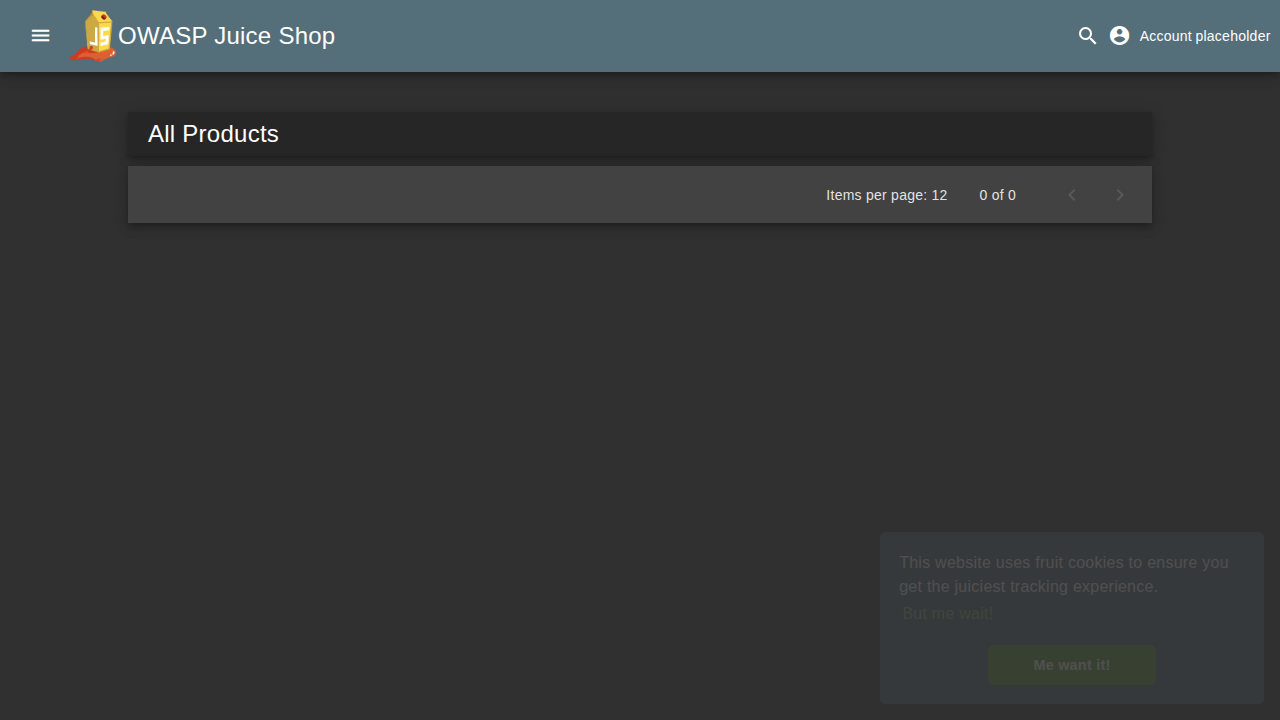 OWASP Juice Shop
Account placeholder
All Products
Items per page: 12
0 of 0
This website uses fruit cookies to ensure you
get the juiciest tracking experience.
But me wait!
Me want it!